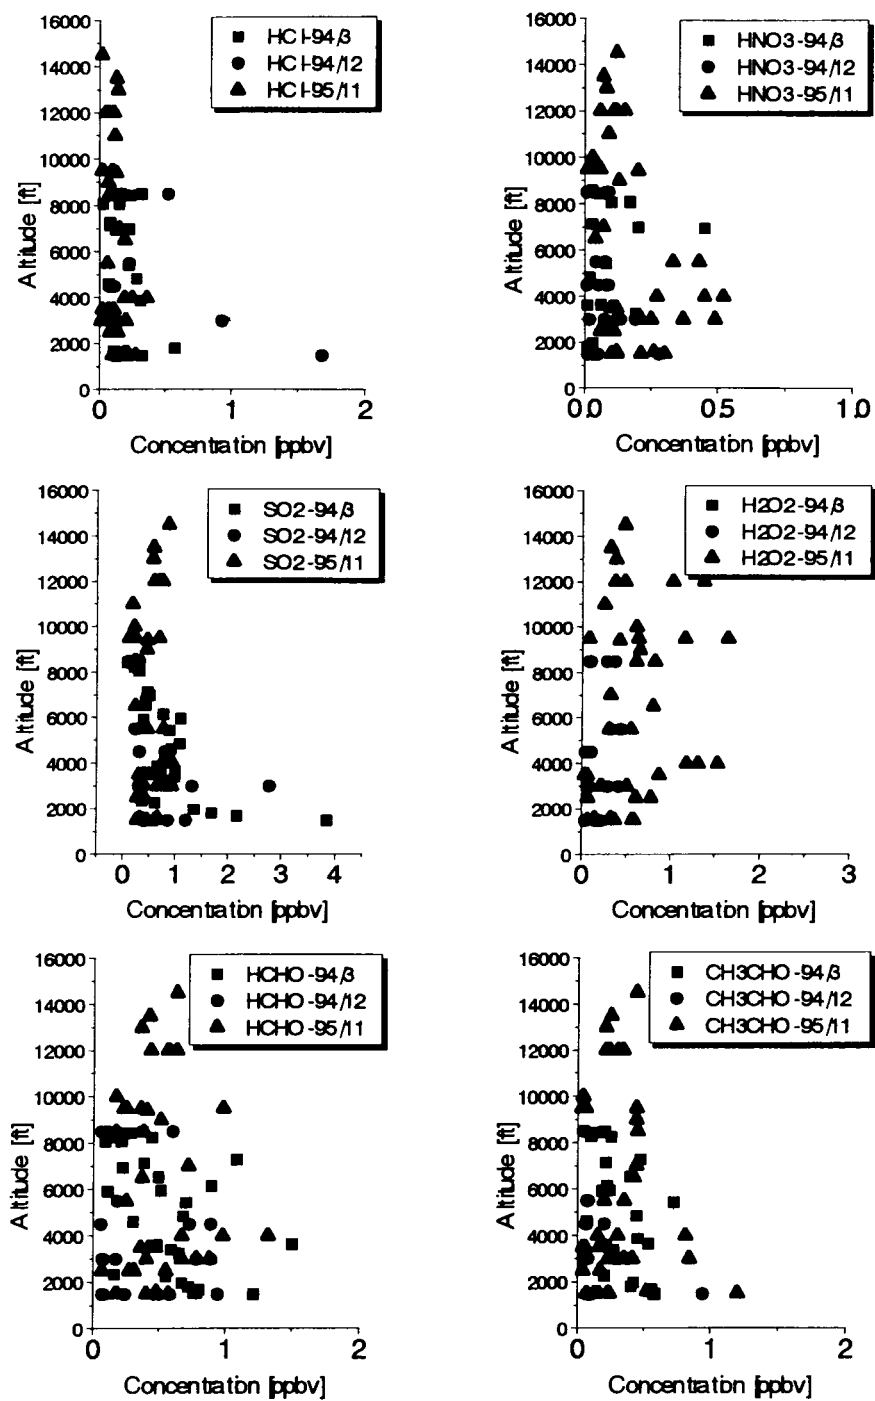 16000
14000
12000
10000
8000
6000
4000
2000
0
Altitude [ft]
HCl-94/3
HCl-94/12
HCl-95/11
0 1 2
Concentration [ppbv]
16000
14000
12000
10000
8000
6000
4000
2000
0
Altitude [ft]
HNO3-94/3
HNO3-94/12
HNO3-95/11
0.0 0.5 1.0
Concentration [ppbv]
16000
14000
12000
10000
8000
6000
4000
2000
0
Altitude [ft]
SO2-94/3
SO2-94/12
SO2-95/11
0 1 2 3 4
Concentration [ppbv]
16000
14000
12000
10000
8000
6000
4000
2000
0
Altitude [ft]
H2O2-94/3
H2O2-94/12
H2O2-95/11
0 1 2 3
Concentration [ppbv]
16000
14000
12000
10000
8000
6000
4000
2000
0
Altitude [ft]
HCHO-94/3
HCHO-94/12
HCHO-95/11
0 1 2
Concentration [ppbv]
16000
14000
12000
10000
8000
6000
4000
2000
0
Altitude [ft]
CH3CHO-94/3
CH3CHO-94/12
CH3CHO-95/11
0 1 2
Concentration [ppbv]